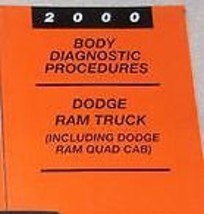 2000
BODY
DIAGNOSTIC
PROCEDURES
DODGE
RAM TRUCK
(INCLUDING DODGE
RAM QUAD CAB)